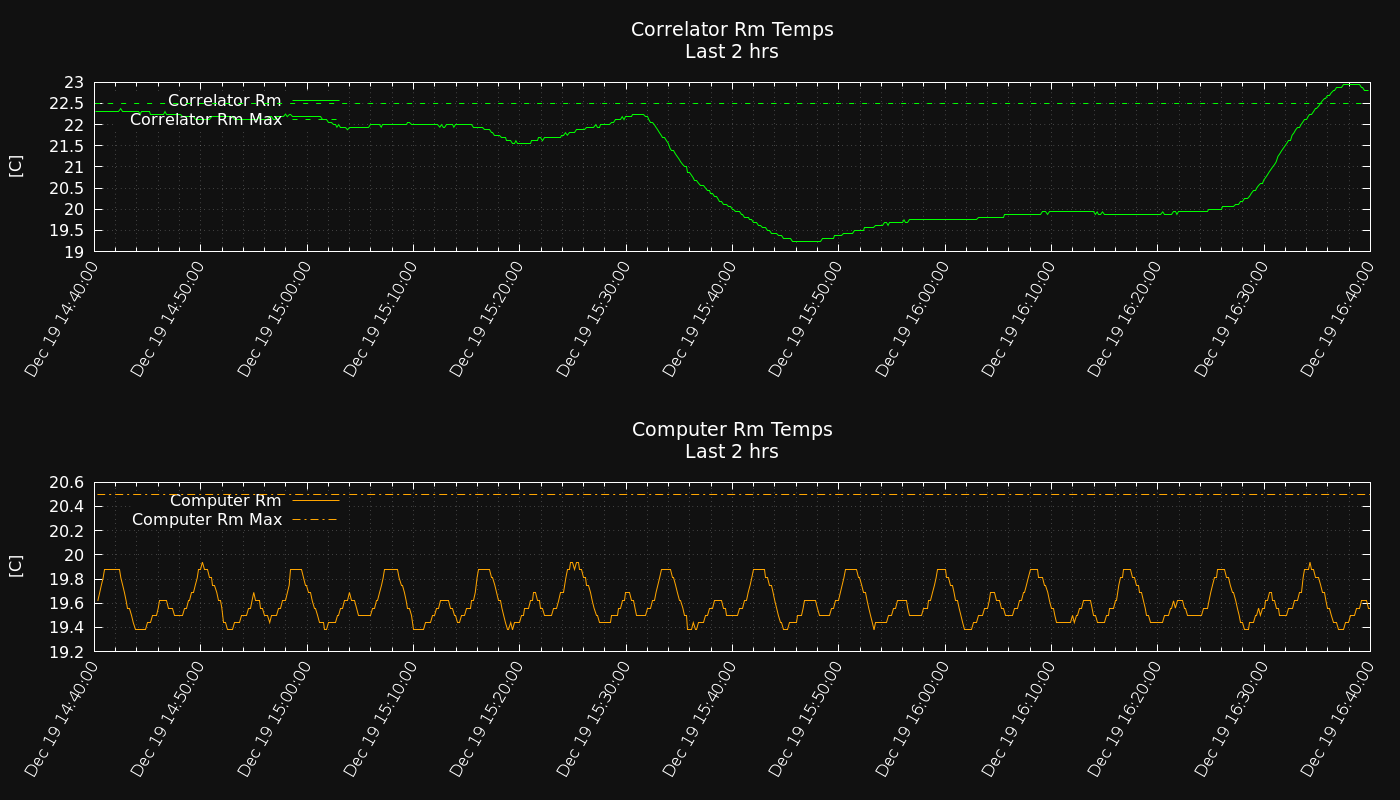 Correlator Rm Temps
Last 2 hrs
23
22.5
22
21.5
21
20.5
20
19.5
19
[C]
Correlator Rm
Correlator Rm Max
Dec 19 14:40:00
Dec 19 14:50:00
Dec 19 15:00:00
Dec 19 15:10:00
Dec 19 15:20:00
Dec 19 15:30:00
Dec 19 15:40:00
Dec 19 15:50:00
Dec 19 16:00:00
Dec 19 16:10:00
Dec 19 16:20:00
Dec 19 16:30:00
Dec 19 16:40:00
Computer Rm Temps
Last 2 hrs
20.6
20.4
20.2
20
19.8
19.6
19.4
19.2
[C]
Computer Rm
Computer Rm Max
Dec 19 14:40:00
Dec 19 14:50:00
Dec 19 15:00:00
Dec 19 15:10:00
Dec 19 15:20:00
Dec 19 15:30:00
Dec 19 15:40:00
Dec 19 15:50:00
Dec 19 16:00:00
Dec 19 16:10:00
Dec 19 16:20:00
Dec 19 16:30:00
Dec 19 16:40:00